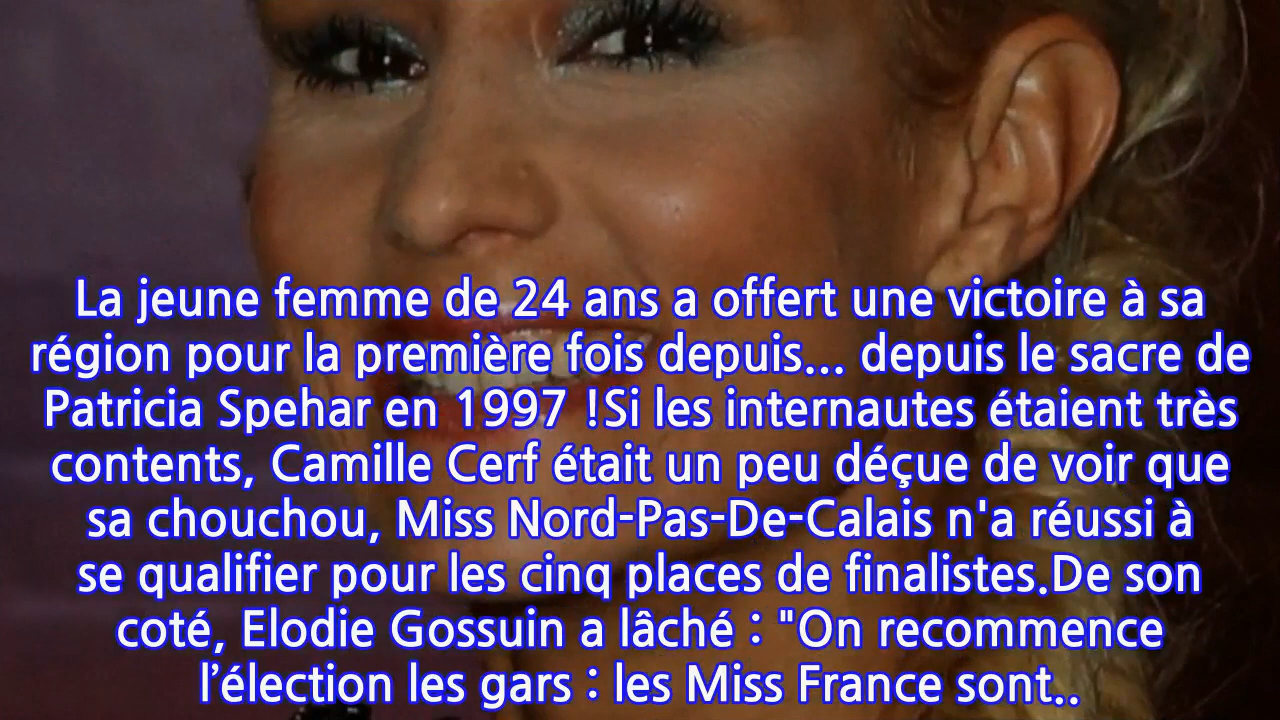 La jeune femme de 24 ans a offert une victoire à sa
région pour la première fois depuis... depuis le sacre de
Patricia Spehar en 1997 !Si les internautes étaient très
contents, Camille Cerf était un peu déçue de voir que
sa chouchou, Miss Nord-Pas-De-Calais n'a réussi à
se qualifier pour les cinq places de finalistes.De son
coté, Elodie Gossuin a lâché : "On recommence
l’élection les gars : les Miss France sont..